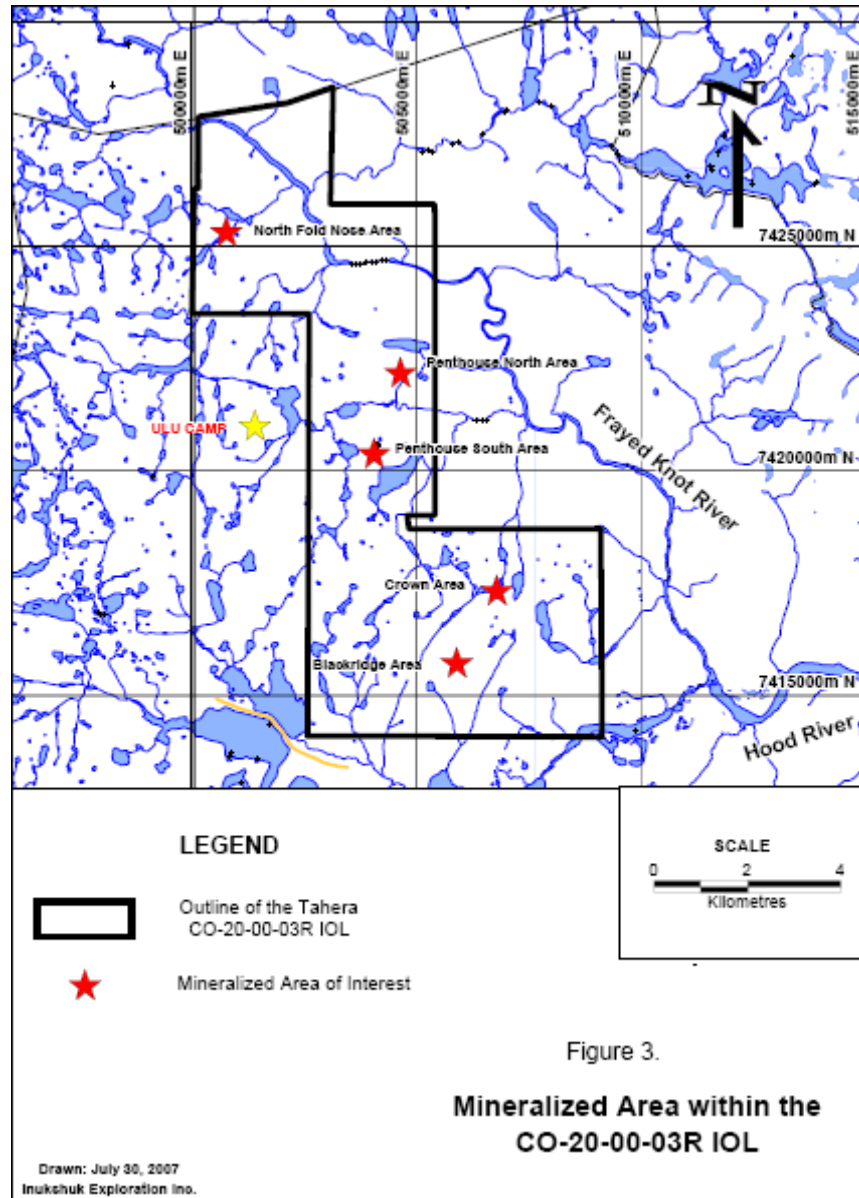 500000m E
505000m E
510000m E
515000m E
N
North Fold Nose Area
7425000m N
Penthouse North Area
ULU CAMP
Penthouse South Area
Frayed Knot River
7420000m N
Crown Area
Blackridge Area
7415000m N
Hood River
LEGEND
Outline of the Tahera
CO-20-00-03R IOL
Mineralized Area of Interest
SCALE
0 2 4
Kilometres
Figure 3.
Mineralized Area within the
CO-20-00-03R IOL
Drawn: July 30, 2007
Inukshuk Exploration Inc.